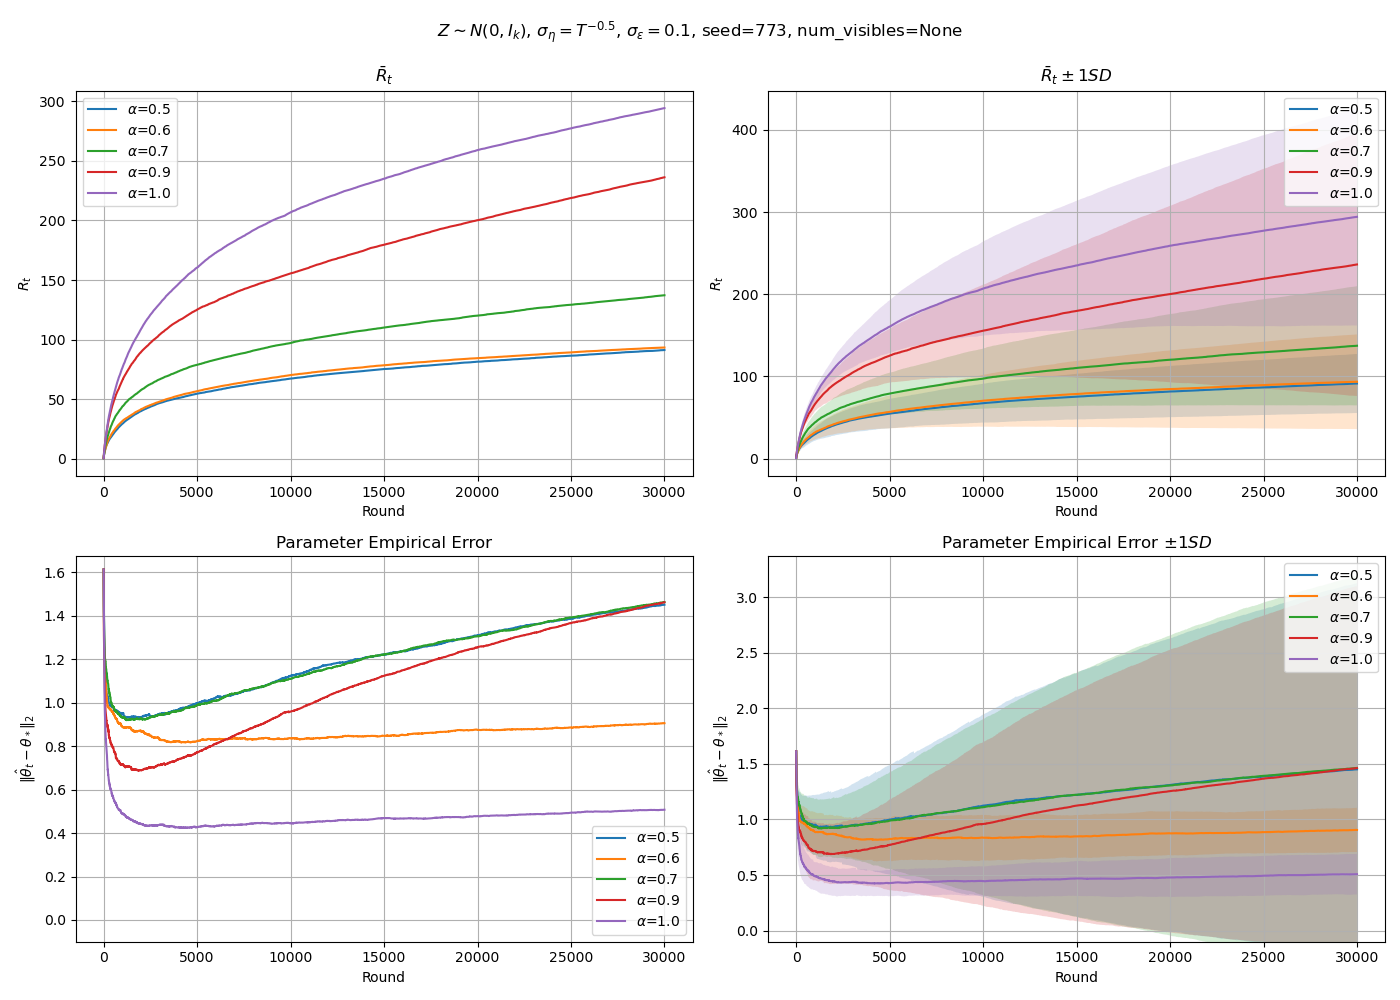 Z ∼ N(0, I_k), σ_η = T^{−0.5}, σ_ε = 0.1, seed=773, num_visibles=None
R̄_t
R_t
300
250
200
150
100
50
0
α=0.5
α=0.6
α=0.7
α=0.9
α=1.0
0 5000 10000 15000 20000 25000 30000
Round
R̄_t ± 1SD
R_t
400
300
200
100
0
α=0.5
α=0.6
α=0.7
α=0.9
α=1.0
0 5000 10000 15000 20000 25000 30000
Round
Parameter Empirical Error
‖θ̂_t − θ_*‖_2
1.6
1.4
1.2
1.0
0.8
0.6
0.4
0.2
0.0
α=0.5
α=0.6
α=0.7
α=0.9
α=1.0
0 5000 10000 15000 20000 25000 30000
Round
Parameter Empirical Error ±1SD
‖θ̂_t − θ_*‖_2
3.0
2.5
2.0
1.5
1.0
0.5
0.0
α=0.5
α=0.6
α=0.7
α=0.9
α=1.0
0 5000 10000 15000 20000 25000 30000
Round